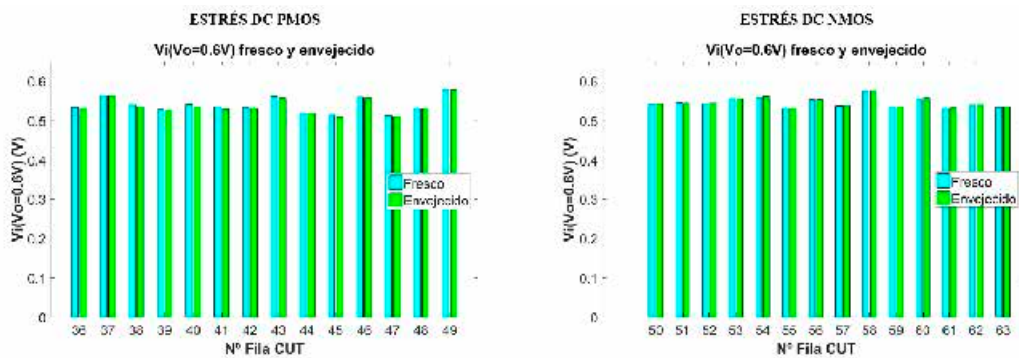 ESTRÉS DC PMOS
Vi(Vo=0.6V) fresco y envejecido
0.6
0.5
0.4
0.3
0.2
0.1
0
Vi(Vo=0.6V) (V)
Fresco
Envejecido
36 37 38 39 40 41 42 43 44 45 46 47 48 49
Nº Fila CUT
ESTRÉS DC NMOS
Vi(Vo=0.6V) fresco y envejecido
0.6
0.5
0.4
0.3
0.2
0.1
0
Vi(Vo=0.6V) (V)
Fresco
Envejecido
50 51 52 53 54 55 56 57 58 59 60 61 62 63
Nº Fila CUT